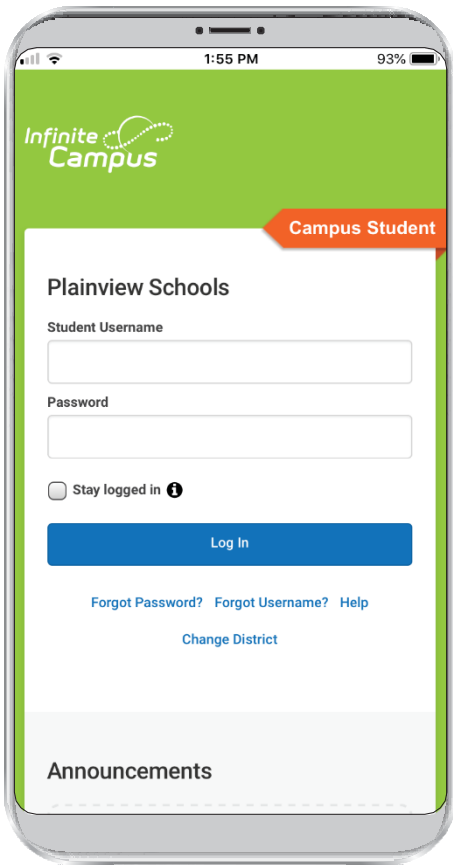 1:55 PM
93%
Infinite
Campus
Campus Student
Plainview Schools
Student Username
Password
Stay logged in
Log In
Forgot Password? Forgot Username? Help
Change District
Announcements